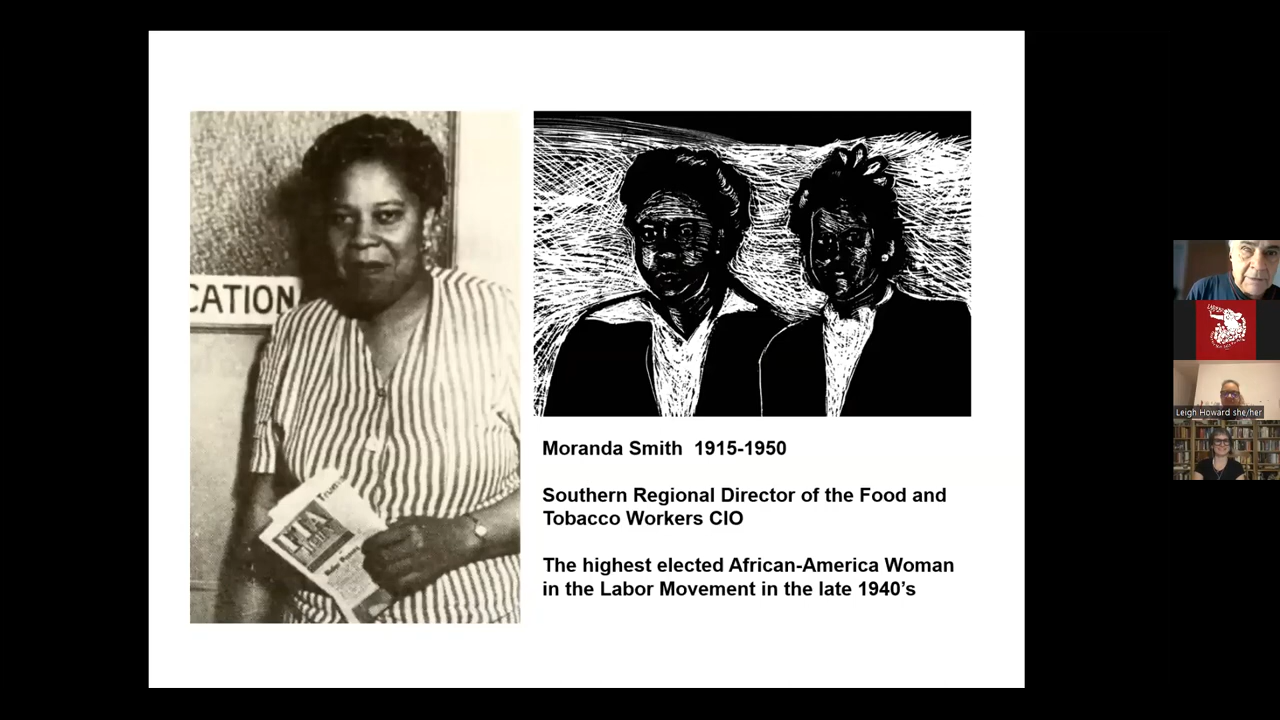 CATION
FTA
Moranda Smith  1915-1950
Southern Regional Director of the Food and
Tobacco Workers CIO
The highest elected African-America Woman
in the Labor Movement in the late 1940's
Leigh Howard she/her